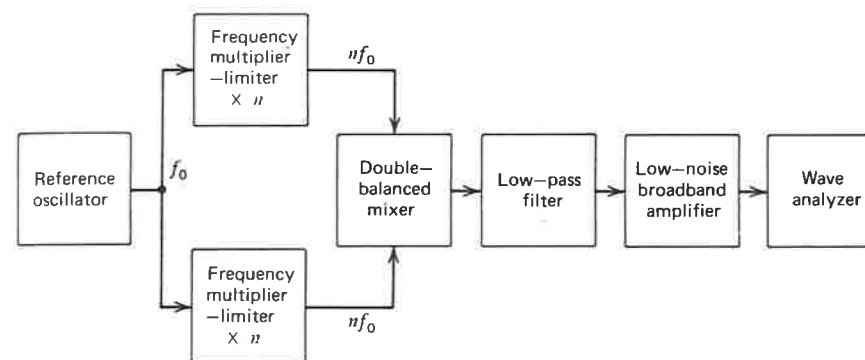 Frequency
multiplier
–limiter
× n
nf₀
Reference
oscillator
f₀
Double–
balanced
mixer
Low–pass
filter
Low–noise
broadband
amplifier
Wave
analyzer
Frequency
multiplier
–limiter
× n
nf₀